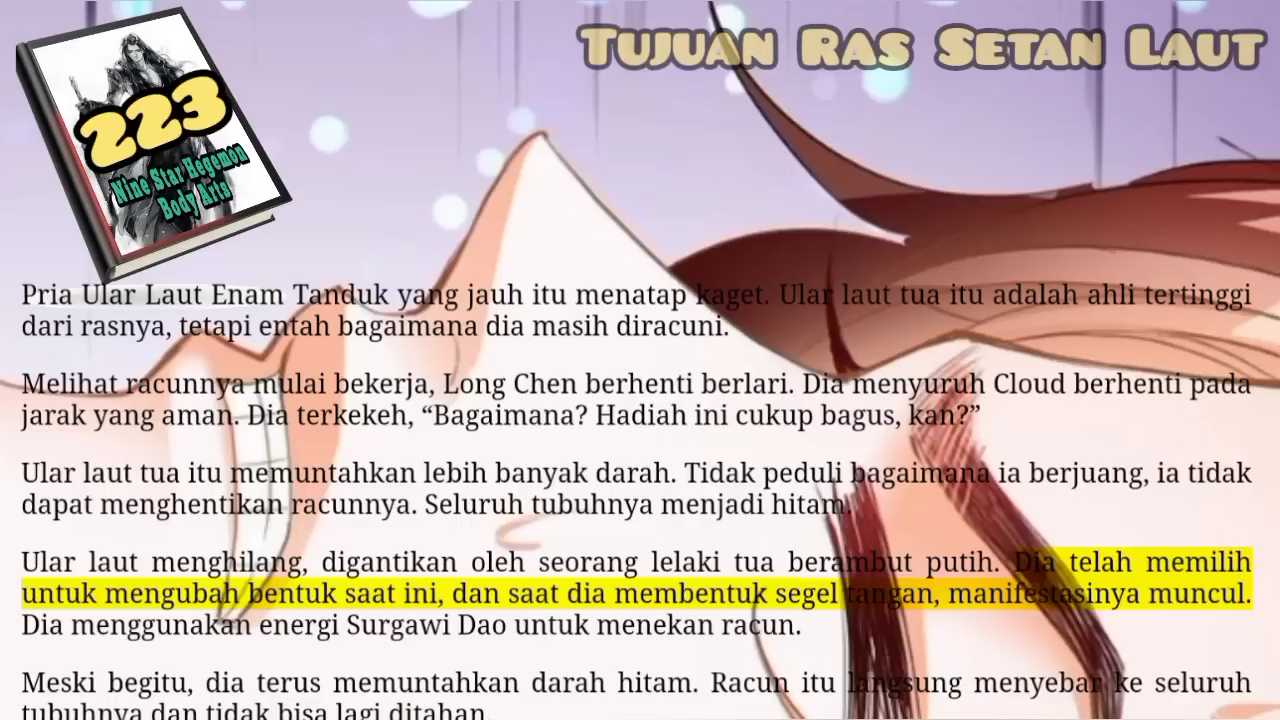 Tujuan Ras Setan Laut
223
Nine Star Hegemon
Body Arts
Pria Ular Laut Enam Tanduk yang jauh itu menatap kaget. Ular laut tua itu adalah ahli tertinggi
dari rasnya, tetapi entah bagaimana dia masih diracuni.
Melihat racunnya mulai bekerja, Long Chen berhenti berlari. Dia menyuruh Cloud berhenti pada
jarak yang aman. Dia terkekeh, “Bagaimana? Hadiah ini cukup bagus, kan?”
Ular laut tua itu memuntahkan lebih banyak darah. Tidak peduli bagaimana ia berjuang, ia tidak
dapat menghentikan racunnya. Seluruh tubuhnya menjadi hitam.
Ular laut menghilang, digantikan oleh seorang lelaki tua berambut putih. Dia telah memilih
untuk mengubah bentuk saat ini, dan saat dia membentuk segel tangan, manifestasinya muncul.
Dia menggunakan energi Surgawi Dao untuk menekan racun.
Meski begitu, dia terus memuntahkan darah hitam. Racun itu langsung menyebar ke seluruh
tubuhnya dan tidak bisa lagi ditahan.